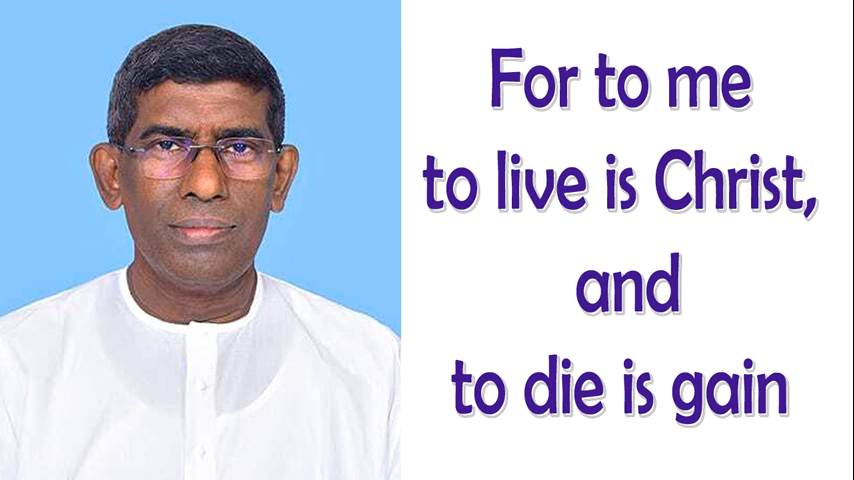 For to me
to live is Christ,
and
to die is gain